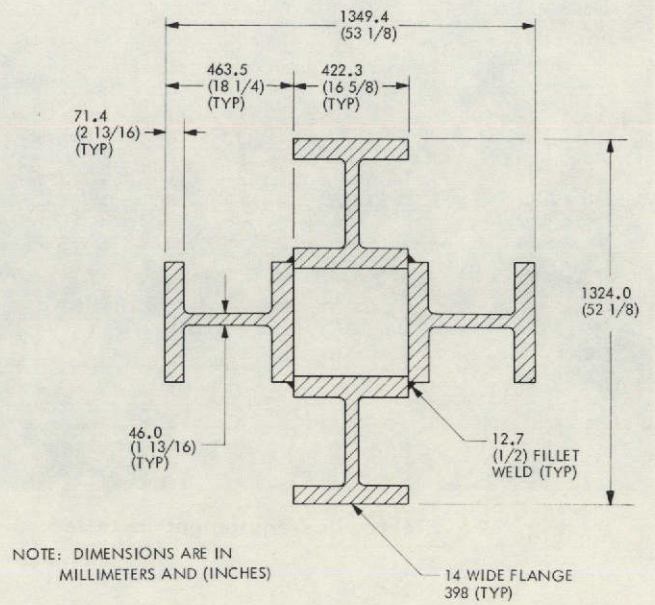 1349.4
(53 1/8)
463.5
(18 1/4)
(TYP)
422.3
(16 5/8)
(TYP)
71.4
(2 13/16)
(TYP)
1324.0
(52 1/8)
46.0
(1 13/16)
(TYP)
12.7
(1/2) FILLET
WELD (TYP)
NOTE: DIMENSIONS ARE IN
MILLIMETERS AND (INCHES)
14 WIDE FLANGE
398 (TYP)